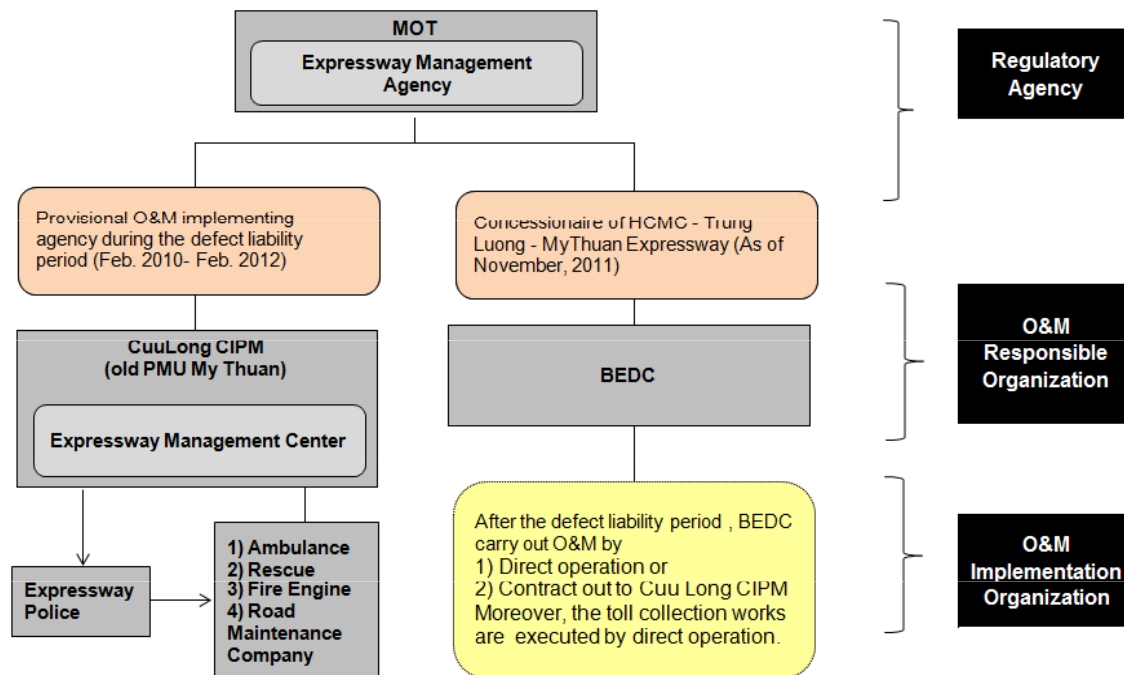 MOT
Expressway Management
Agency
Regulatory
Agency
Provisional O&M implementing
agency during the defect liability
period (Feb. 2010- Feb. 2012)
Concessionaire of HCMC - Trung
Luong - MyThuan Expressway (As of
November, 2011)
CuuLong CIPM
(old PMU My Thuan)
Expressway Management Center
BEDC
O&M
Responsible
Organization
Expressway
Police
1) Ambulance
2) Rescue
3) Fire Engine
4) Road
Maintenance
Company
After the defect liability period , BEDC
carry out O&M by
1) Direct operation or
2) Contract out to Cuu Long CIPM
Moreover, the toll collection works
are executed by direct operation.
O&M
Implementation
Organization